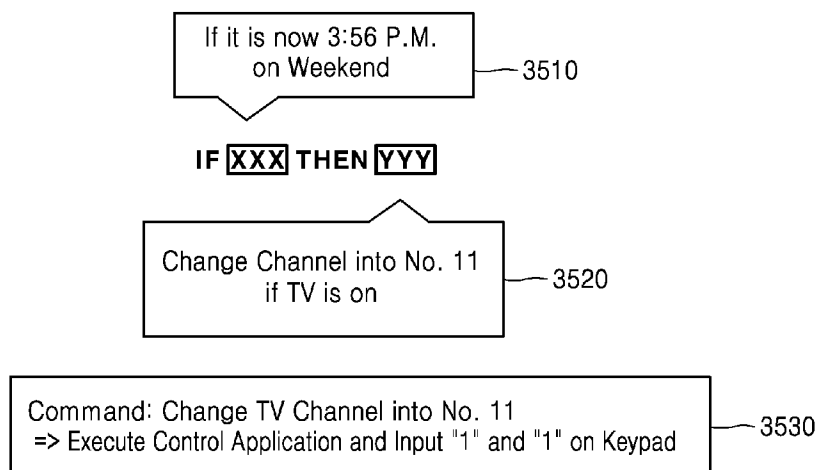 If it is now 3:56 P.M.
on Weekend
3510
IF XXX THEN YYY
Change Channel into No. 11
if TV is on
3520
Command: Change TV Channel into No. 11
=> Execute Control Application and Input "1" and "1" on Keypad
3530